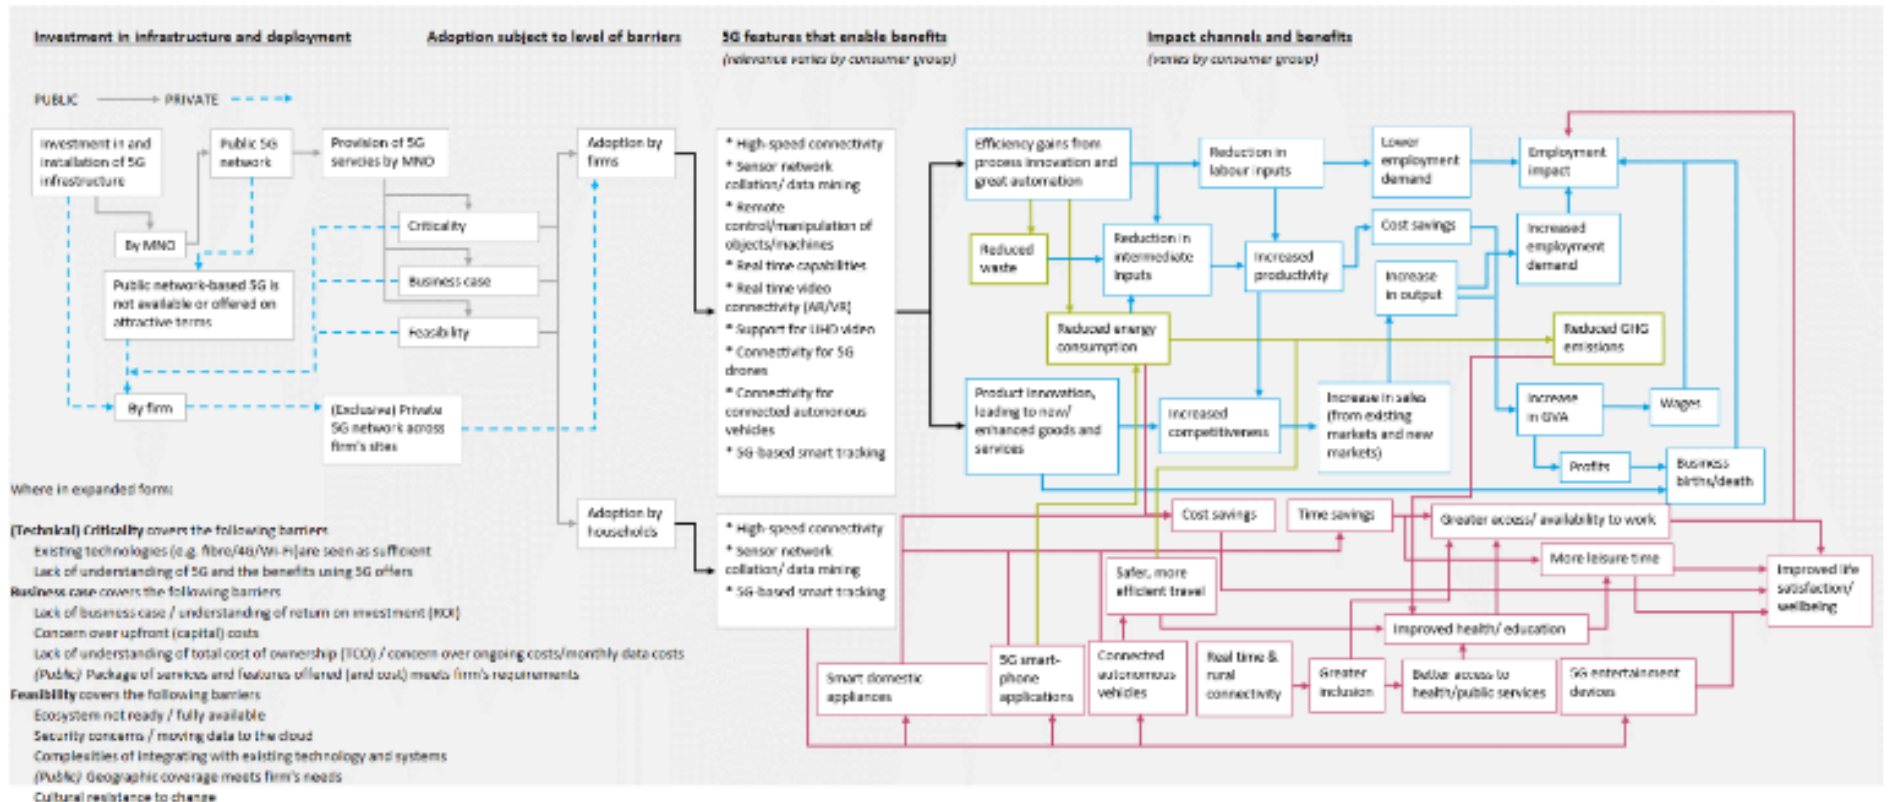 Investment in infrastructure and deployment
Adoption subject to level of barriers
5G features that enable benefits
(relevance varies by consumer group)
Impact channels and benefits
(varies by consumer group)
PUBLIC
PRIVATE
Investment in and
installation of 5G
infrastructure
Public 5G
network
Provision of 5G
servcies by MNO
By MNO
Public network-based 5G is
not available or offered on
attractive terms
By firm
(Exclusive) Private
5G network across
firm's sites
Criticality
Business case
Feasibility
Adoption by
firms
Adoption by
households
* High-speed connectivity
* Sensor network
collation/ data mining
* Remote
control/manipulation of
objects/machines
* Real time capabilities
* Real time video
connectivity (AR/VR)
* Support for UHD video
* Connectivity for 5G
drones
* Connectivity for
connected autononous
vehicles
* 5G-based smart tracking
* High-speed connectivity
* Sensor network
collation/ data mining
* 5G-based smart tracking
Efficiency gains from
process innovation and
great automation
Reduction in
labour inputs
Lower
employment
demand
Employment
impact
Reduced
waste
Reduction in
intermediate
inputs
Increased
productivity
Cost savings
Increase
in output
Increased
employment
demand
Reduced energy
consumption
Reduced GHG
emissions
Product innovation,
leading to new/
enhanced goods and
services
Increased
competitiveness
Increase in sales
(from existing
markets and new
markets)
Increase
in GVA
Wages
Profits
Business
births/death
Cost savings
Time savings
Greater access/ availability to work
More leisure time
Safer, more
efficient travel
Improved life
satisfaction/
wellbeing
Improved health/ education
Smart domestic
appliances
5G smart-
phone
applications
Connected
autonomous
vehicles
Real time &
rural
connectivity
Greater
inclusion
Better access to
health/public services
5G entertainment
devices
Where in expanded form:
(Technical) Criticality covers the following barriers
Existing technologies (e.g. fibre/4G/Wi-Fi)are seen as sufficient
Lack of understanding of 5G and the benefits using 5G offers
Business case covers the following barriers
Lack of business case / understanding of return on investment (ROI)
Concern over upfront (capital) costs
Lack of understanding of total cost of ownership (TCO) / concern over ongoing costs/monthly data costs
(Public) Package of services and features offered (and cost) meets firm's requirements
Feasibility covers the following barriers
Ecosystem not ready / fully available
Security concerns / moving data to the cloud
Complexities of integrating with existing technology and systems
(Public) Geographic coverage meets firm's needs
Cultural resistance to change